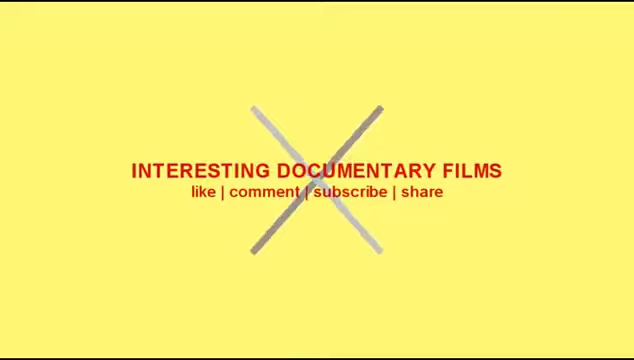 INTERESTING DOCUMENTARY FILMS
like | comment | subscribe | share